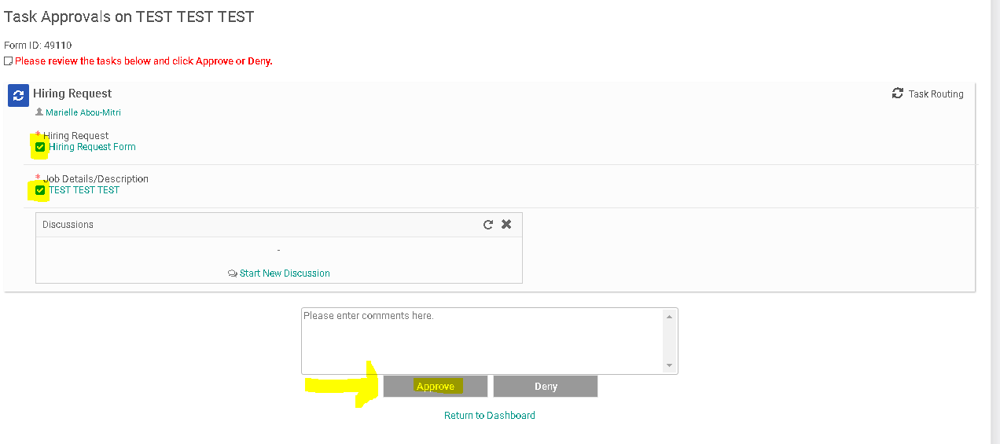 Task Approvals on TEST TEST TEST
Form ID: 49110
Please review the tasks below and click Approve or Deny.
Hiring Request
Task Routing
Marielle Abou-Mitri
* Hiring Request
Hiring Request Form
* Job Details/Description
TEST TEST TEST
Discussions
-
Start New Discussion
Please enter comments here.
Approve
Deny
Return to Dashboard